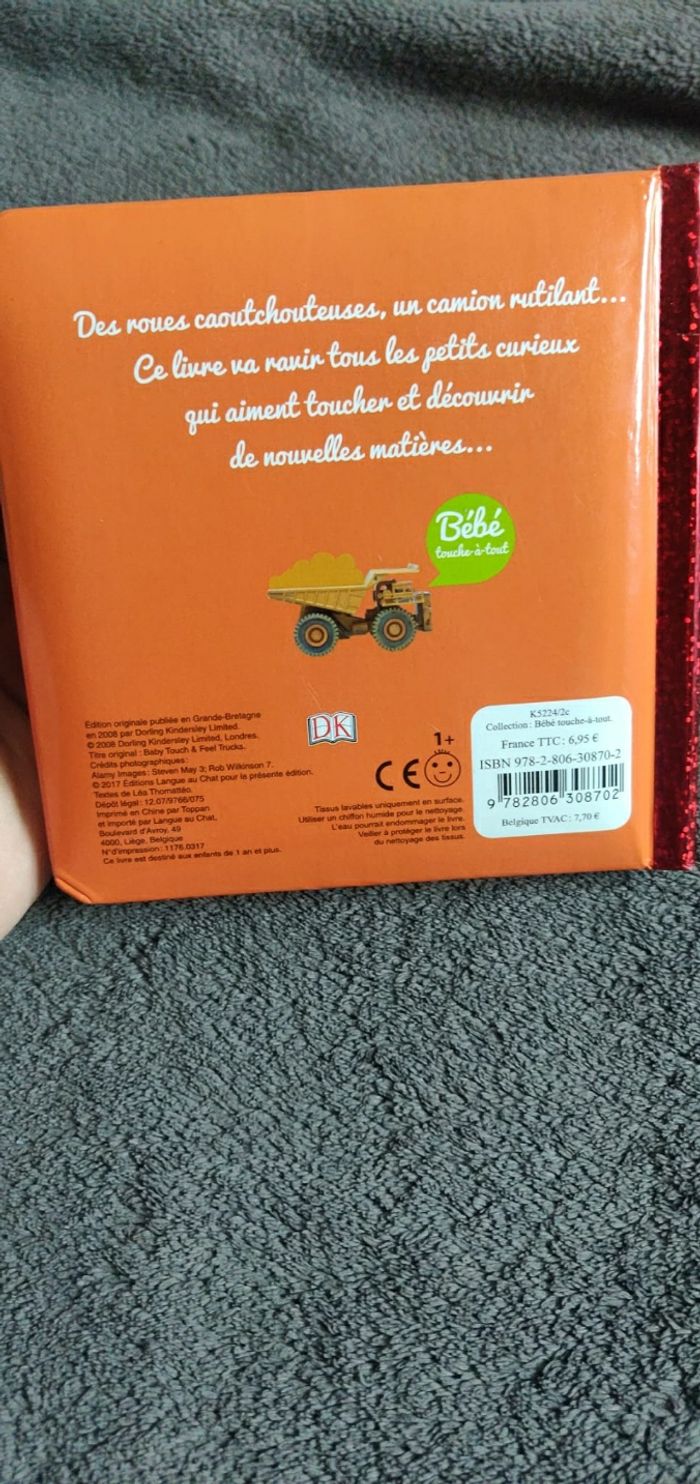 Des roues caoutchouteuses, un camion rutilant...
Ce livre va ravir tous les petits curieux
qui aiment toucher et découvrir
de nouvelles matières...
Bébé
touche-à-tout
Édition originale publiée en Grande-Bretagne
en 2008 par Dorling Kindersley Limited.
© 2008 Dorling Kindersley Limited, Londres.
Titre original : Baby Touch & Feel Trucks.
Crédits photographiques :
Alamy Images : Steven May 3; Rob Wilkinson 7.
© 2017 Éditions Langue au Chat pour la présente édition.
Textes de Léa Thomattéo.
Dépôt légal : 12.07/9766/075
Imprimé en Chine par Toppan
et importé par Langue au Chat,
Boulevard d'Avroy, 49
4000, Liège, Belgique
N° d'impression : 1176.0317
Ce livre est destiné aux enfants de 1 an et plus.
DK
1+
CE
Tissus lavables uniquement en surface.
Utiliser un chiffon humide pour le nettoyage.
L'eau pourrait endommager le livre.
Veiller à protéger le livre lors
du nettoyage des tissus.
K5224/2c
Collection : Bébé touche-à-tout.
France TTC : 6,95 €
ISBN 978-2-806-30870-2
9 782806 308702
Belgique TVAC : 7,70 €